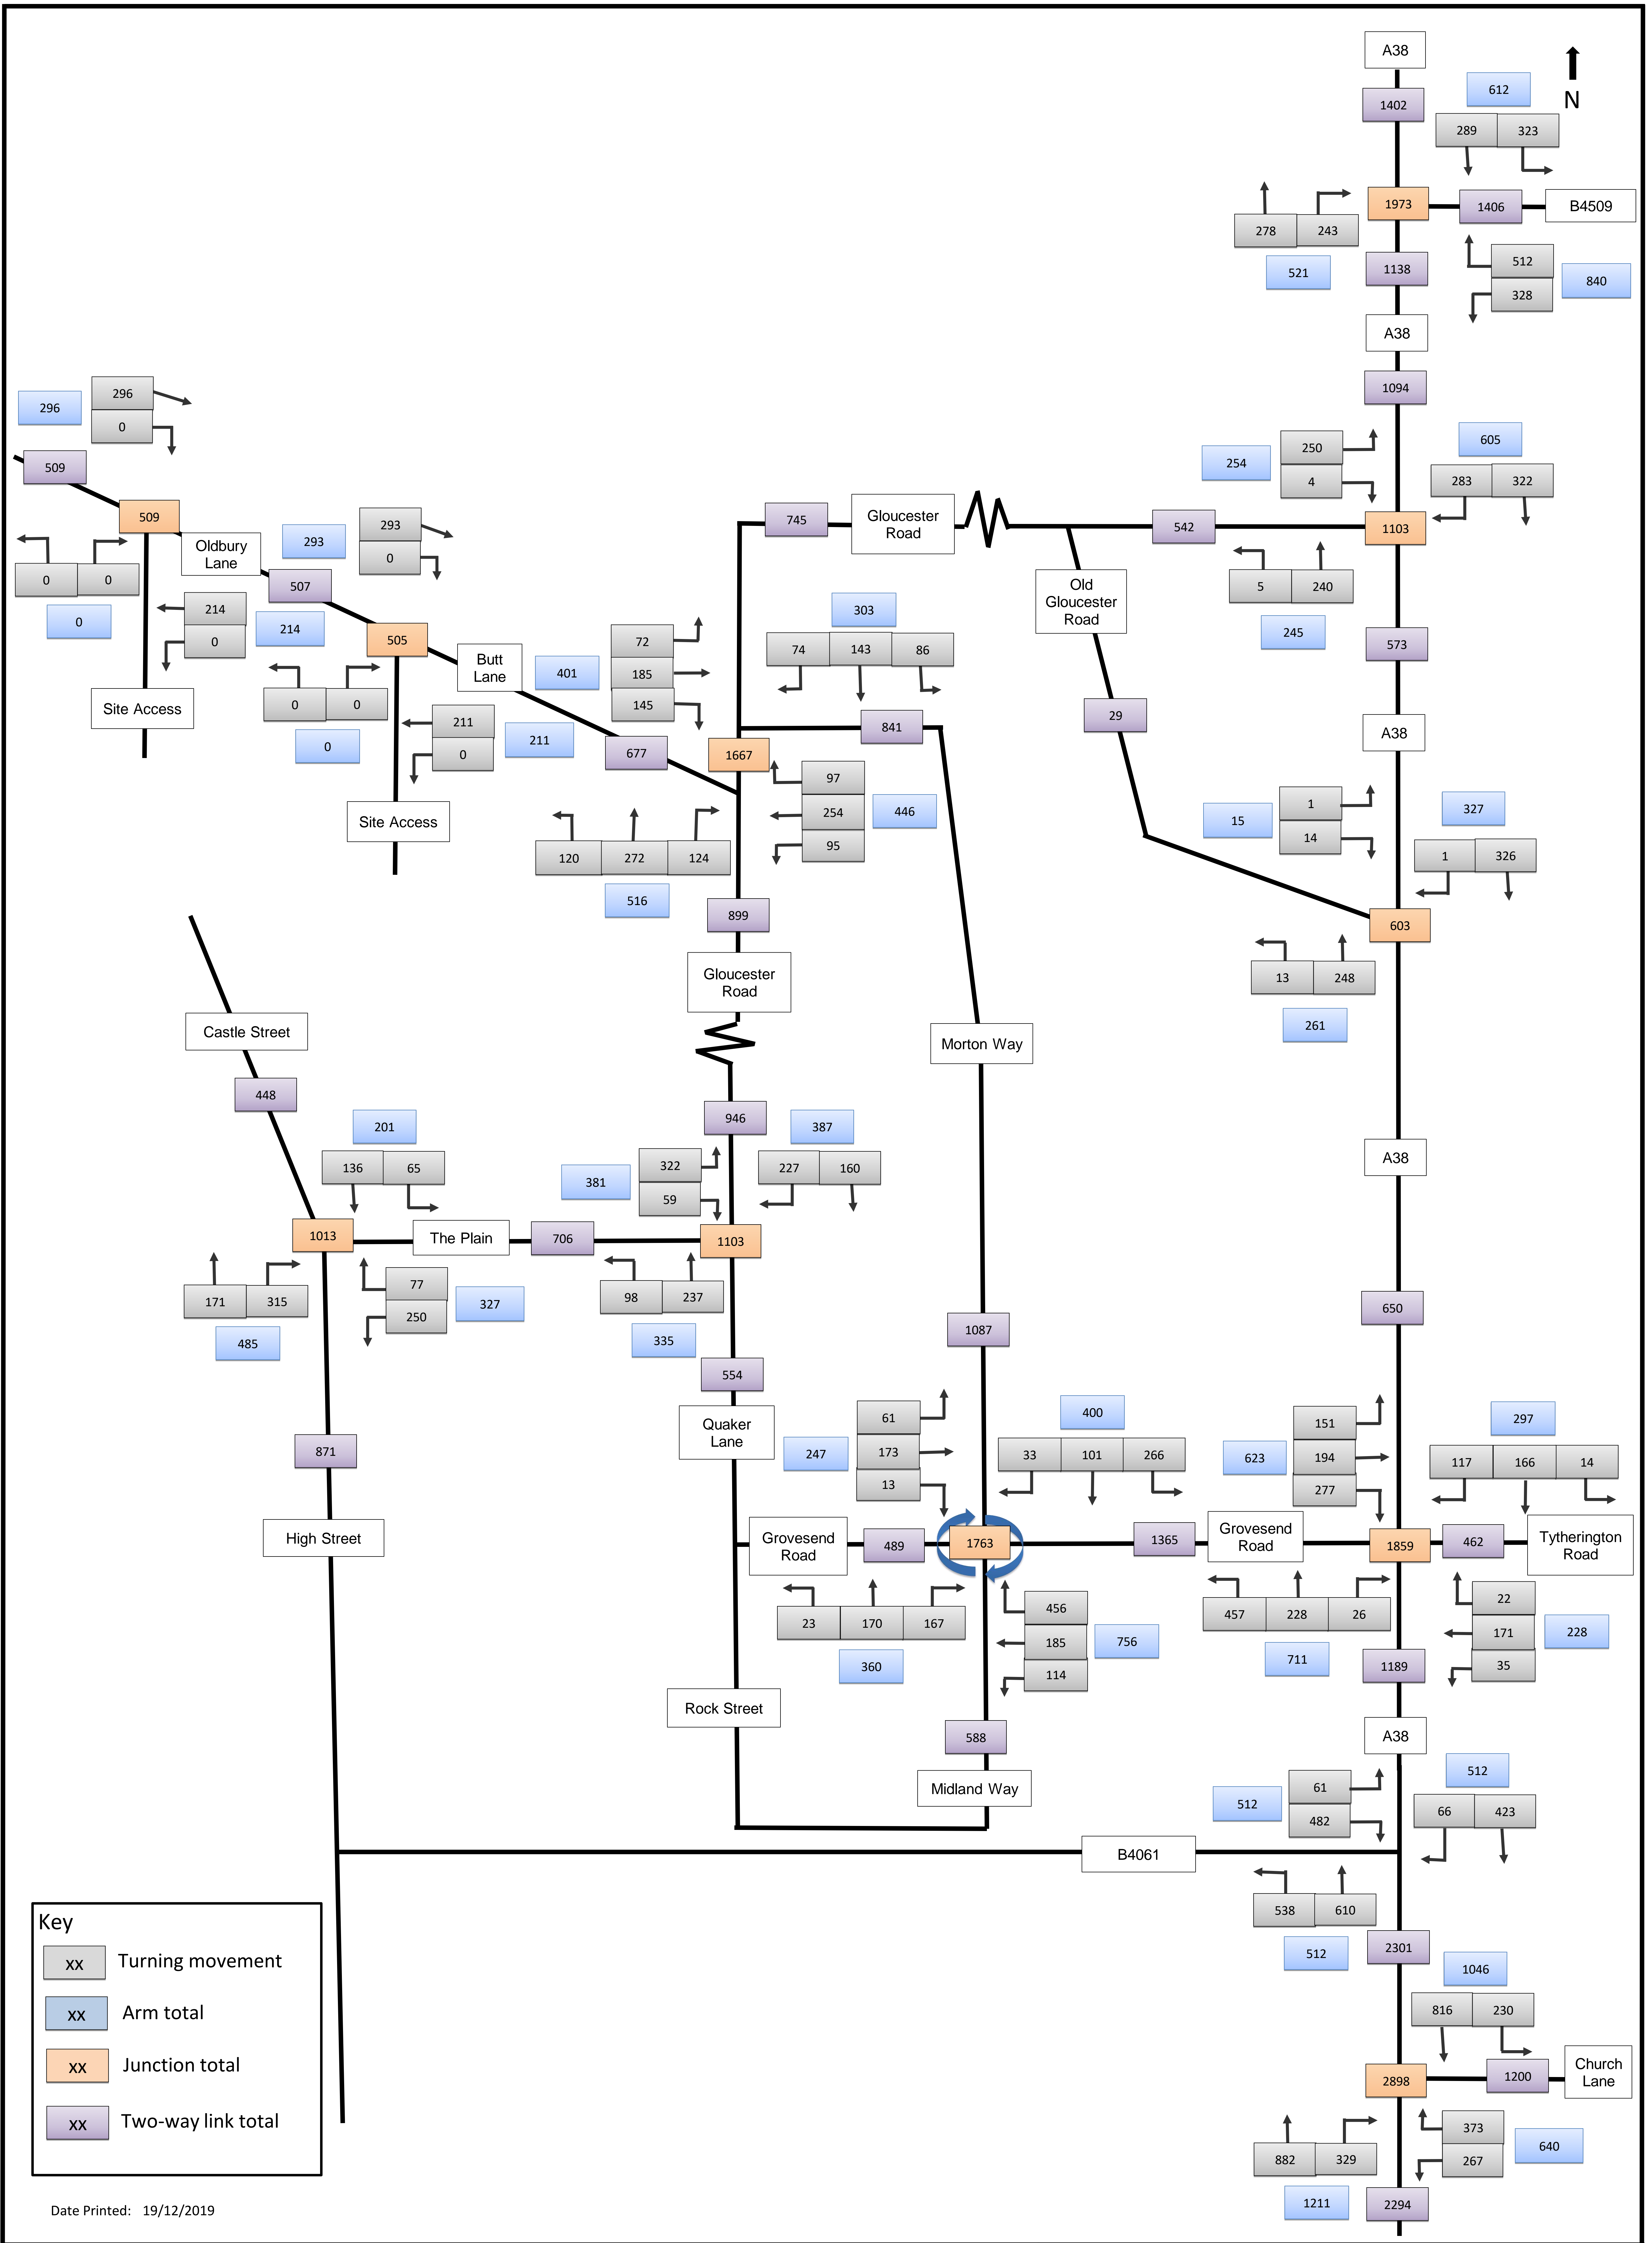 A38
1402
612
N
289 323
1973
1406
B4509
278 243
521
1138
512
328
840
A38
1094
296
296
0
509
509
Oldbury
Lane
0 0
0
214
0
214
Site Access
293
293
0
507
505
0 0
0
Butt
Lane
211
0
211
Site Access
745
Gloucester
Road
542
254
250
4
605
283 322
1103
5 240
245
Old
Gloucester
Road
573
29
A38
401
72
185
145
303
74 143 86
841
677
1667
97
254
95
446
120 272 124
516
899
Gloucester
Road
15
1
14
327
1 326
603
13 248
261
Castle Street
448
201
136 65
1013
The Plain
706
171 315
485
77
250
327
946
381
322
59
387
227 160
1103
98 237
335
554
Quaker
Lane
Morton Way
A38
1087
650
871
High Street
247
61
173
13
400
33 101 266
Grovesend
Road
489
1763
1365
Grovesend
Road
23 170 167
360
456
185
114
756
623
151
194
277
297
117 166 14
1859
462
Tytherington
Road
457 228 26
711
22
171
35
228
1189
Rock Street
588
Midland Way
A38
512
61
482
512
66 423
B4061
538 610
512
2301
1046
816 230
2898
1200
Church
Lane
882 329
1211
373
267
640
2294
Key
xx Turning movement
xx Arm total
xx Junction total
xx Two-way link total
Date Printed: 19/12/2019